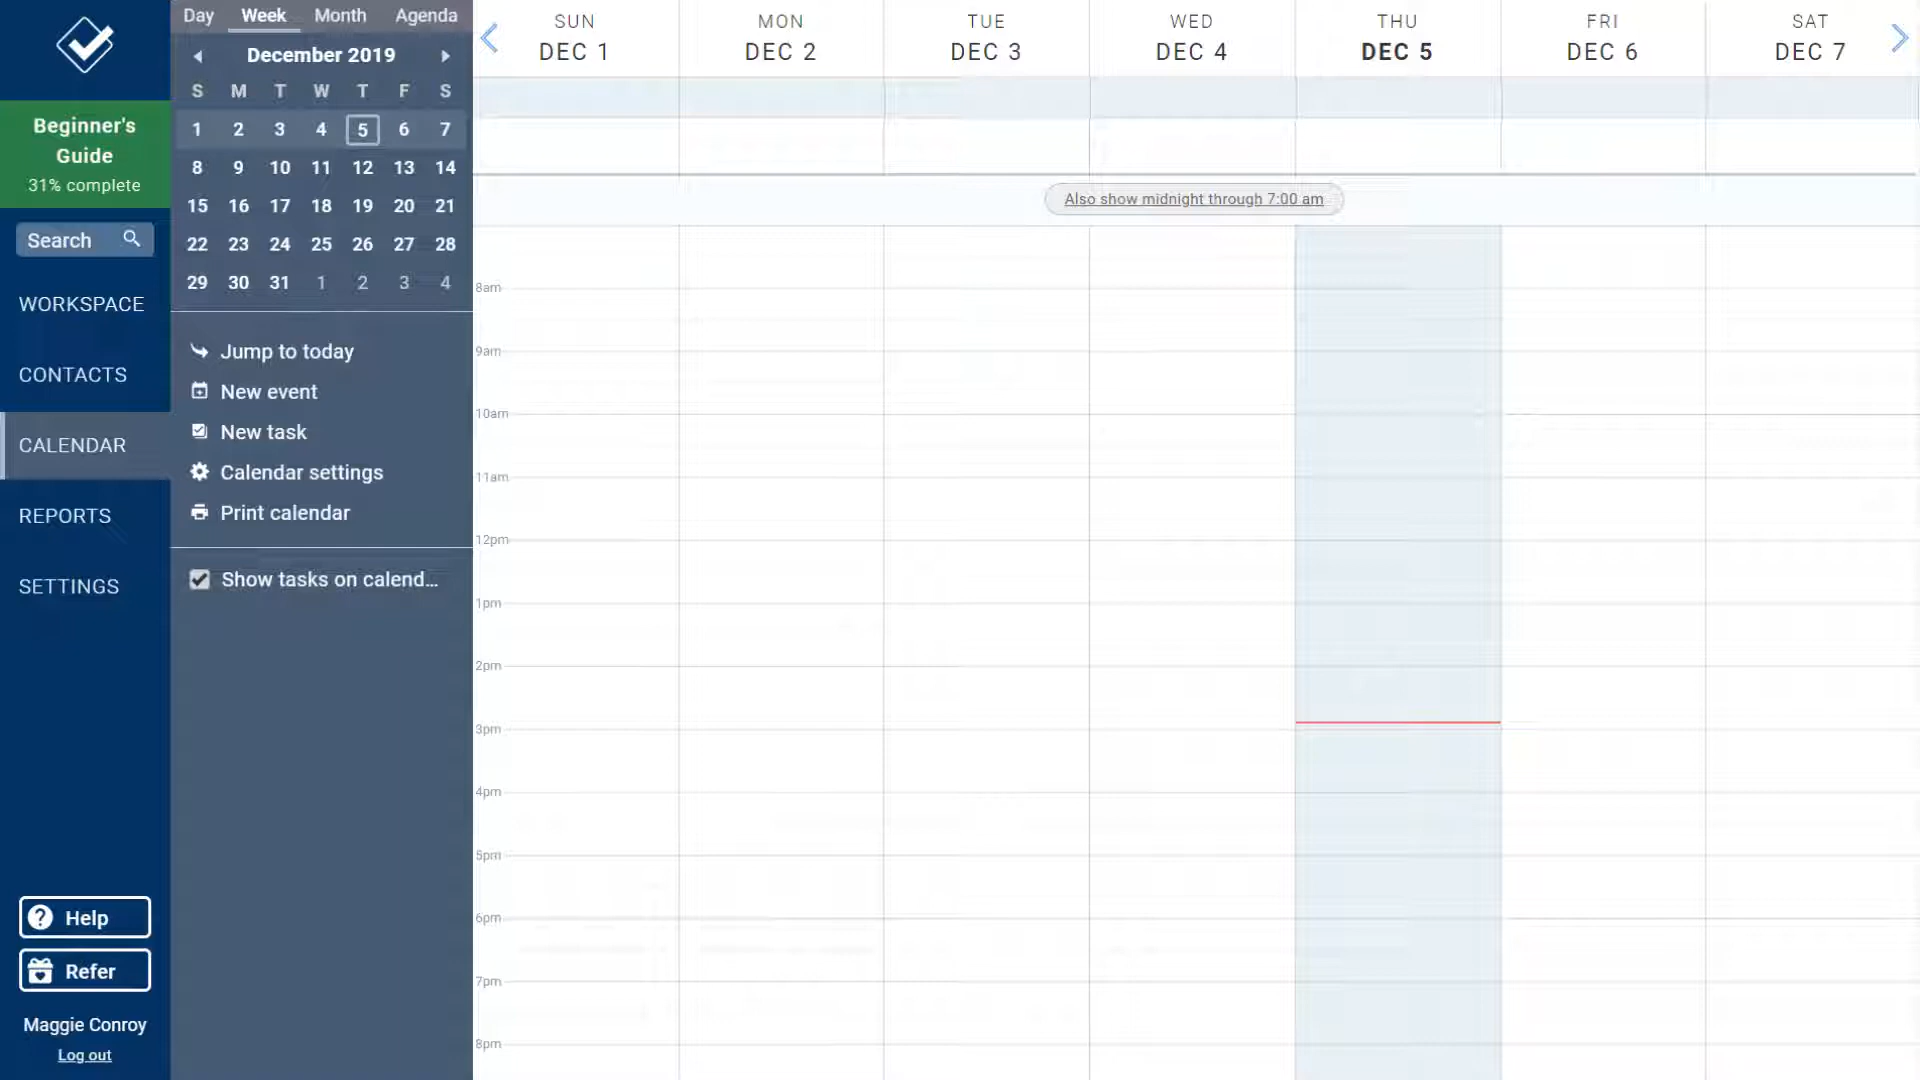 Beginner's
Guide
31% complete
Search
WORKSPACE
CONTACTS
CALENDAR
REPORTS
SETTINGS
Help
Refer
Maggie Conroy
Log out
Day Week Month Agenda
December 2019
S M T W T F S
1 2 3 4 5 6 7
8 9 10 11 12 13 14
15 16 17 18 19 20 21
22 23 24 25 26 27 28
29 30 31 1 2 3 4
Jump to today
New event
New task
Calendar settings
Print calendar
Show tasks on calend...
SUN MON TUE WED THU FRI SAT
DEC 1 DEC 2 DEC 3 DEC 4 DEC 5 DEC 6 DEC 7
Also show midnight through 7:00 am
8am
9am
10am
11am
12pm
1pm
2pm
3pm
4pm
5pm
6pm
7pm
8pm